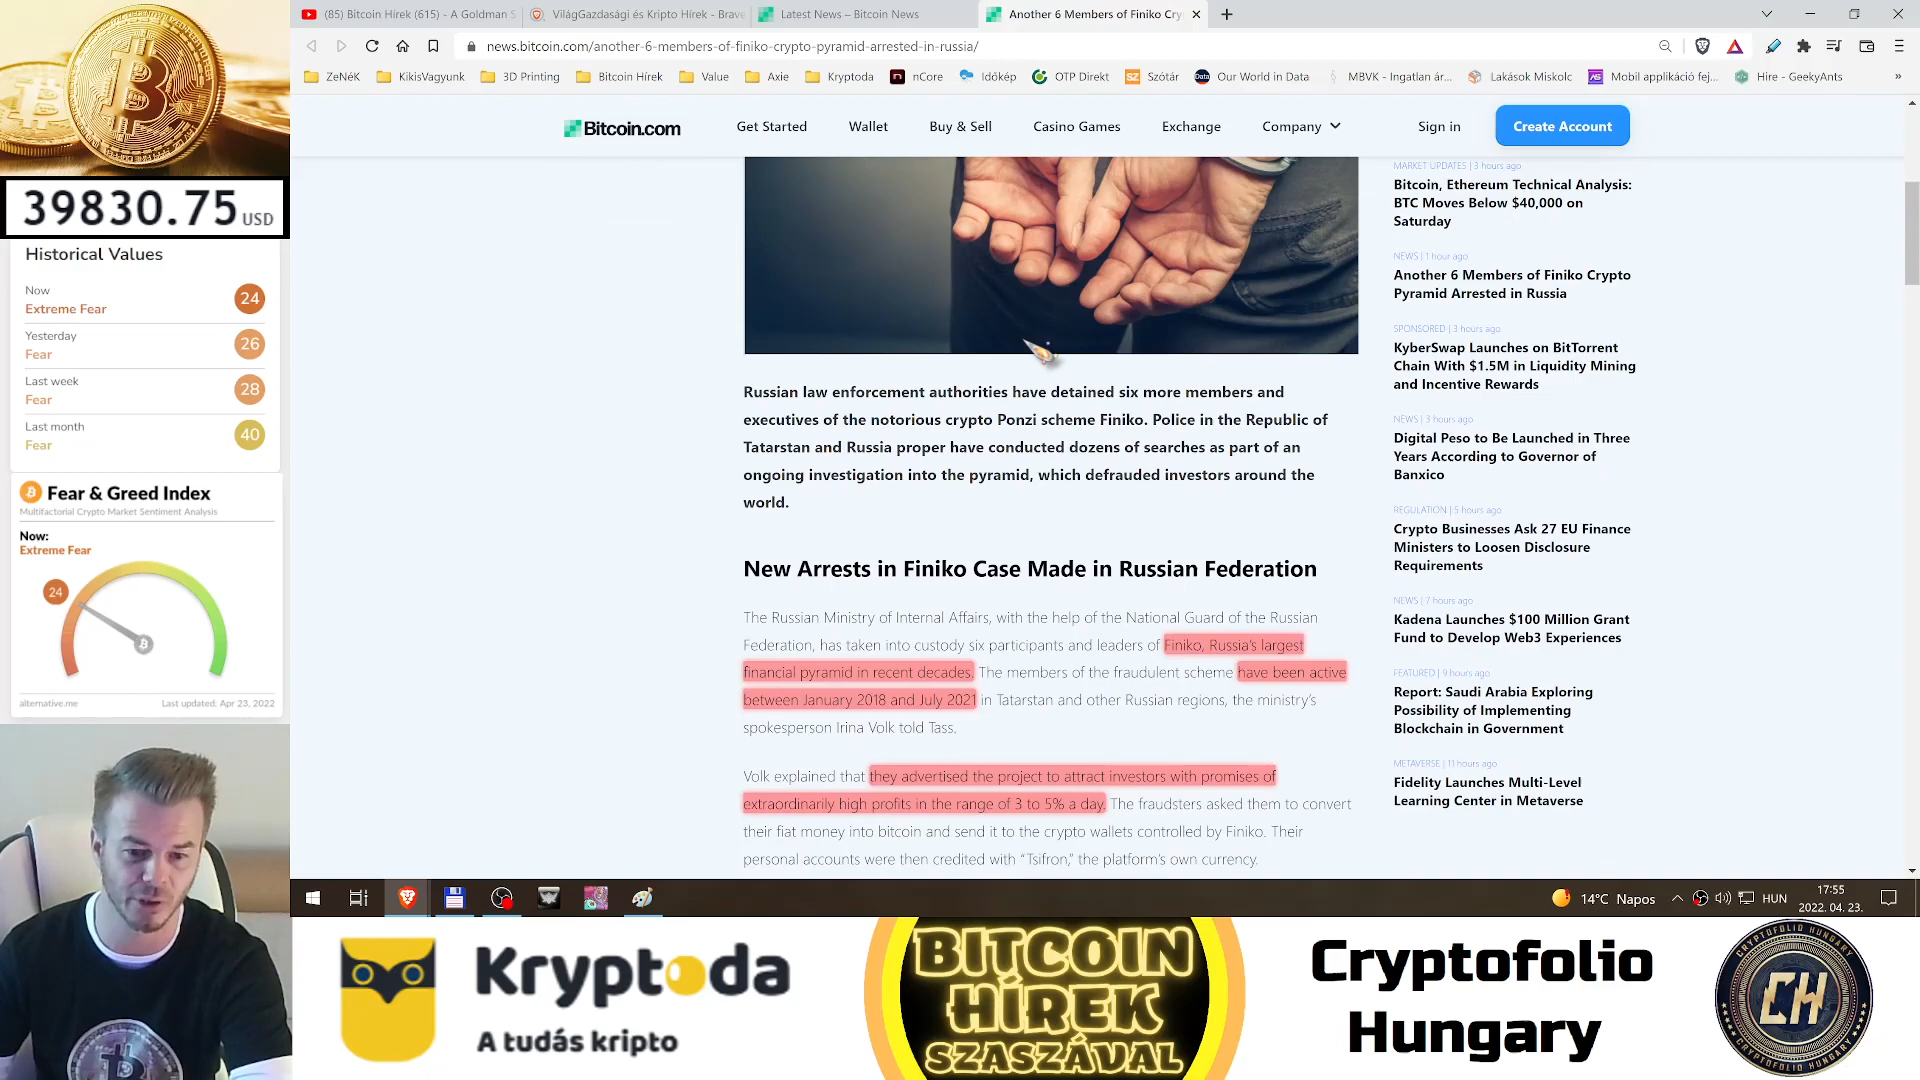 (85) Bitcoin Hírek (615) - A Goldman S
VilágGazdasági és Kripto Hírek - Brave
Latest News – Bitcoin News
Another 6 Members of Finiko Cry
news.bitcoin.com/another-6-members-of-finiko-crypto-pyramid-arrested-in-russia/
ZeNéK
KikisVagyunk
3D Printing
Bitcoin Hírek
Value
Axie
Kryptoda
nCore
Időkép
OTP Direkt
Szótár
Our World in Data
MBVK - Ingatlan ár...
Lakások Miskolc
Mobil applikáció fej...
Hire - GeekyAnts
»
Bitcoin.com
Get Started
Wallet
Buy & Sell
Casino Games
Exchange
Company
Sign in
Create Account
39830.75 USD
Historical Values
Now
Extreme Fear
24
Yesterday
Fear
26
Last week
Fear
28
Last month
Fear
40
Fear & Greed Index
Multifactorial Crypto Market Sentiment Analysis
Now:
Extreme Fear
24
alternative.me
Last updated: Apr 23, 2022
Russian law enforcement authorities have detained six more members and
executives of the notorious crypto Ponzi scheme Finiko. Police in the Republic of
Tatarstan and Russia proper have conducted dozens of searches as part of an
ongoing investigation into the pyramid, which defrauded investors around the
world.
New Arrests in Finiko Case Made in Russian Federation
The Russian Ministry of Internal Affairs, with the help of the National Guard of the Russian
Federation, has taken into custody six participants and leaders of Finiko, Russia's largest
financial pyramid in recent decades. The members of the fraudulent scheme have been active
between January 2018 and July 2021 in Tatarstan and other Russian regions, the ministry's
spokesperson Irina Volk told Tass.
Volk explained that they advertised the project to attract investors with promises of
extraordinarily high profits in the range of 3 to 5% a day. The fraudsters asked them to convert
their fiat money into bitcoin and send it to the crypto wallets controlled by Finiko. Their
personal accounts were then credited with “Tsifron,” the platform's own currency.
MARKET UPDATES | 3 hours ago
Bitcoin, Ethereum Technical Analysis:
BTC Moves Below $40,000 on
Saturday
NEWS | 1 hour ago
Another 6 Members of Finiko Crypto
Pyramid Arrested in Russia
SPONSORED | 3 hours ago
KyberSwap Launches on BitTorrent
Chain With $1.5M in Liquidity Mining
and Incentive Rewards
NEWS | 3 hours ago
Digital Peso to Be Launched in Three
Years According to Governor of
Banxico
REGULATION | 5 hours ago
Crypto Businesses Ask 27 EU Finance
Ministers to Loosen Disclosure
Requirements
NEWS | 7 hours ago
Kadena Launches $100 Million Grant
Fund to Develop Web3 Experiences
FEATURED | 9 hours ago
Report: Saudi Arabia Exploring
Possibility of Implementing
Blockchain in Government
METAVERSE | 11 hours ago
Fidelity Launches Multi-Level
Learning Center in Metaverse
14°C Napos
HUN
17:55
2022. 04. 23.
Kryptoda
A tudás kripto
BITCOIN
HÍREK
SZASZÁVAL
Cryptofolio
Hungary
CRYPTOFOLIO HUNGARY
CH
CRYPTOFOLIO HUNGARY